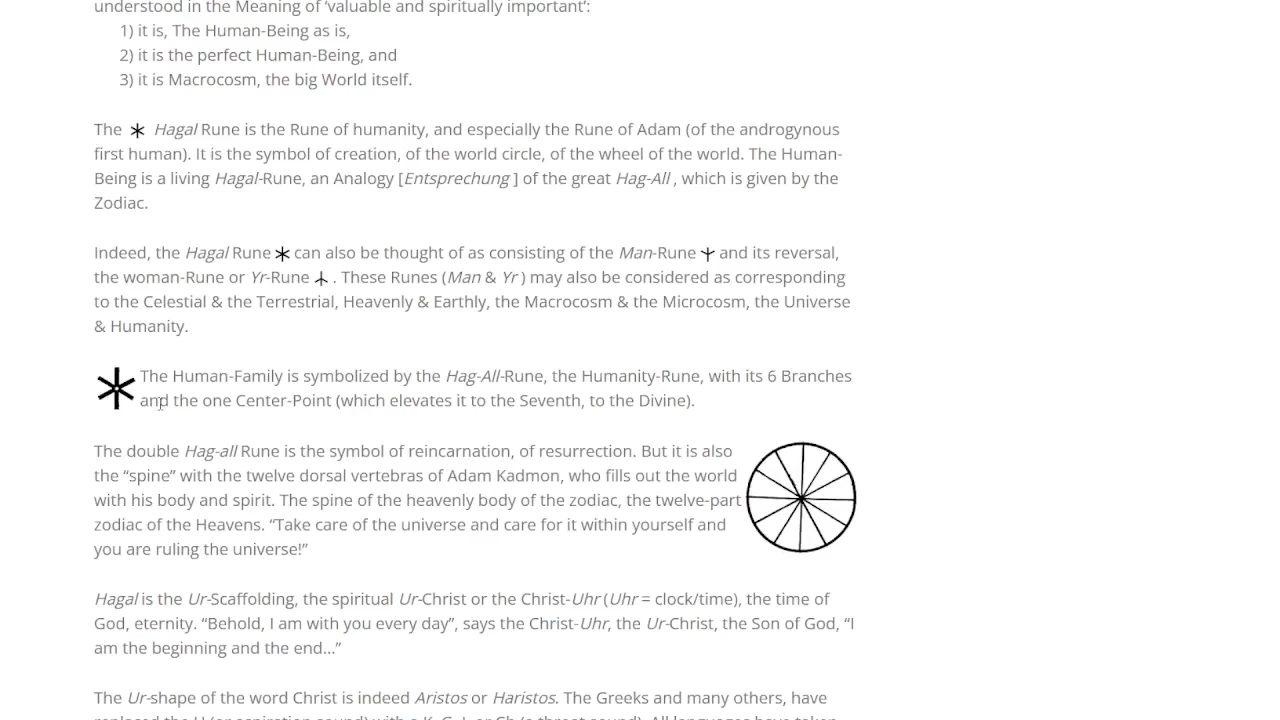 understood in the Meaning of ‘valuable and spiritually important’:
1) it is, The Human-Being as is,
2) it is the perfect Human-Being, and
3) it is Macrocosm, the big World itself.
The Hagal Rune is the Rune of humanity, and especially the Rune of Adam (of the androgynous
first human). It is the symbol of creation, of the world circle, of the wheel of the world. The Human-
Being is a living Hagal-Rune, an Analogy [Entsprechung ] of the great Hag-All , which is given by the
Zodiac.
Indeed, the Hagal Rune can also be thought of as consisting of the Man-Rune and its reversal,
the woman-Rune or Yr-Rune . These Runes (Man & Yr ) may also be considered as corresponding
to the Celestial & the Terrestrial, Heavenly & Earthly, the Macrocosm & the Microcosm, the Universe
& Humanity.
The Human-Family is symbolized by the Hag-All-Rune, the Humanity-Rune, with its 6 Branches
and the one Center-Point (which elevates it to the Seventh, to the Divine).
The double Hag-all Rune is the symbol of reincarnation, of resurrection. But it is also
the “spine” with the twelve dorsal vertebras of Adam Kadmon, who fills out the world
with his body and spirit. The spine of the heavenly body of the zodiac, the twelve-part
zodiac of the Heavens. “Take care of the universe and care for it within yourself and
you are ruling the universe!”
Hagal is the Ur-Scaffolding, the spiritual Ur-Christ or the Christ-Uhr (Uhr = clock/time), the time of
God, eternity. “Behold, I am with you every day”, says the Christ-Uhr, the Ur-Christ, the Son of God, “I
am the beginning and the end...”
The Ur-shape of the word Christ is indeed Aristos or Haristos. The Greeks and many others, have